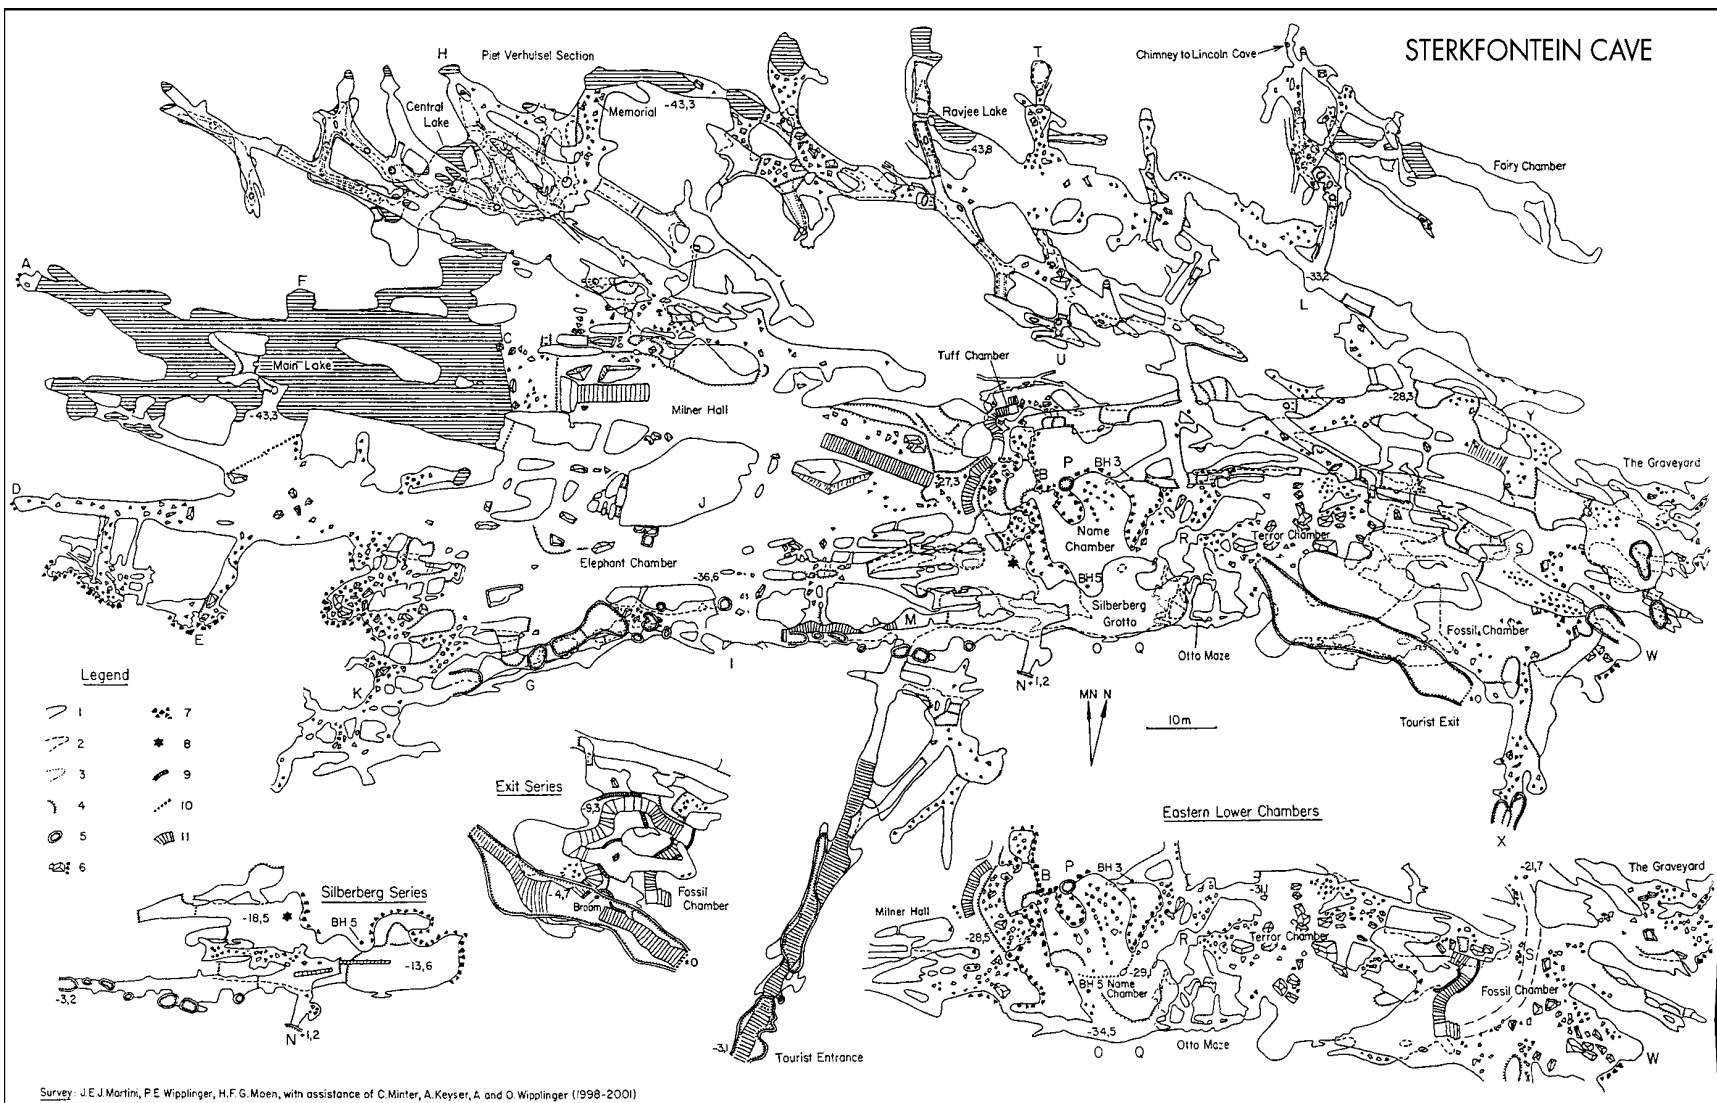 STERKFONTEIN CAVE
H
Piet Verhulsel Section
T
Chimney to Lincoln Cave
Central
Lake
Memorial
-43,3
Ravjee Lake
-43,8
Fairy Chamber
A
F
C
-33,2
L
Main Lake
-43,3
Milner Hall
Tuff Chamber
U
-28,3
Y
The Graveyard
D
J
-27,3
B
P
BH 3
Name
Chamber
R
Terror Chamber
S
Elephant Chamber
-36,6
BH5
Silberberg
Grotto
E
M
Fossil Chamber
Otto Maze
I
O
Q
W
K
G
N +1,2
MN N
10m
Tourist Exit
X
Legend
1
2
3
4
5
6
7
8
9
10
11
Exit Series
-9,3
-4,7
Broom
Fossil
Chamber
0
Silberberg Series
-18,5
BH 5
-13,6
-3,2
N +1,2
-3,1
Tourist Entrance
Eastern Lower Chambers
B
P
BH 3
-21,7
The Graveyard
Milner Hall
-28,5
R
Terror Chamber
S
-29,1
BH 5 Name
Chamber
Fossil Chamber
-34,5
O
Q
Otto Maze
W
Survey: J.E.J.Martini, P.E Wipplinger, H.F.G.Moen, with assistance of C.Minter, A.Keyser, A and O.Wipplinger (1998-2001)